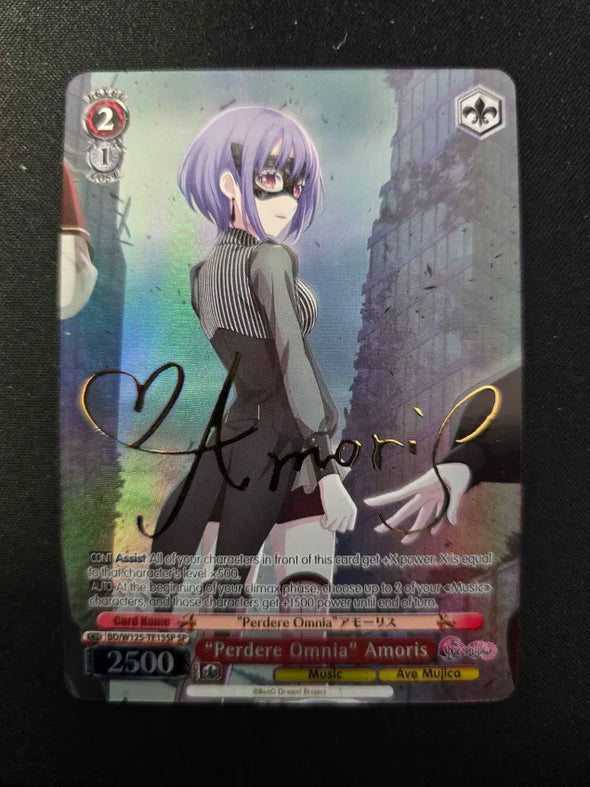 LEVEL
2
1
COST
Amoris
CONT Assist All of your characters in front of this card get +X power. X is equal
to that character's level ×500.
AUTO At the beginning of your climax phase, choose up to 2 of your «Music»
characters, and those characters get +1500 power until end of turn.
Card Name "Perdere Omnia" アモーリス
BD/W125-TE13SP SP
2500 "Perdere Omnia" Amoris
Music Ave Mujica
©BanG Dream! Project